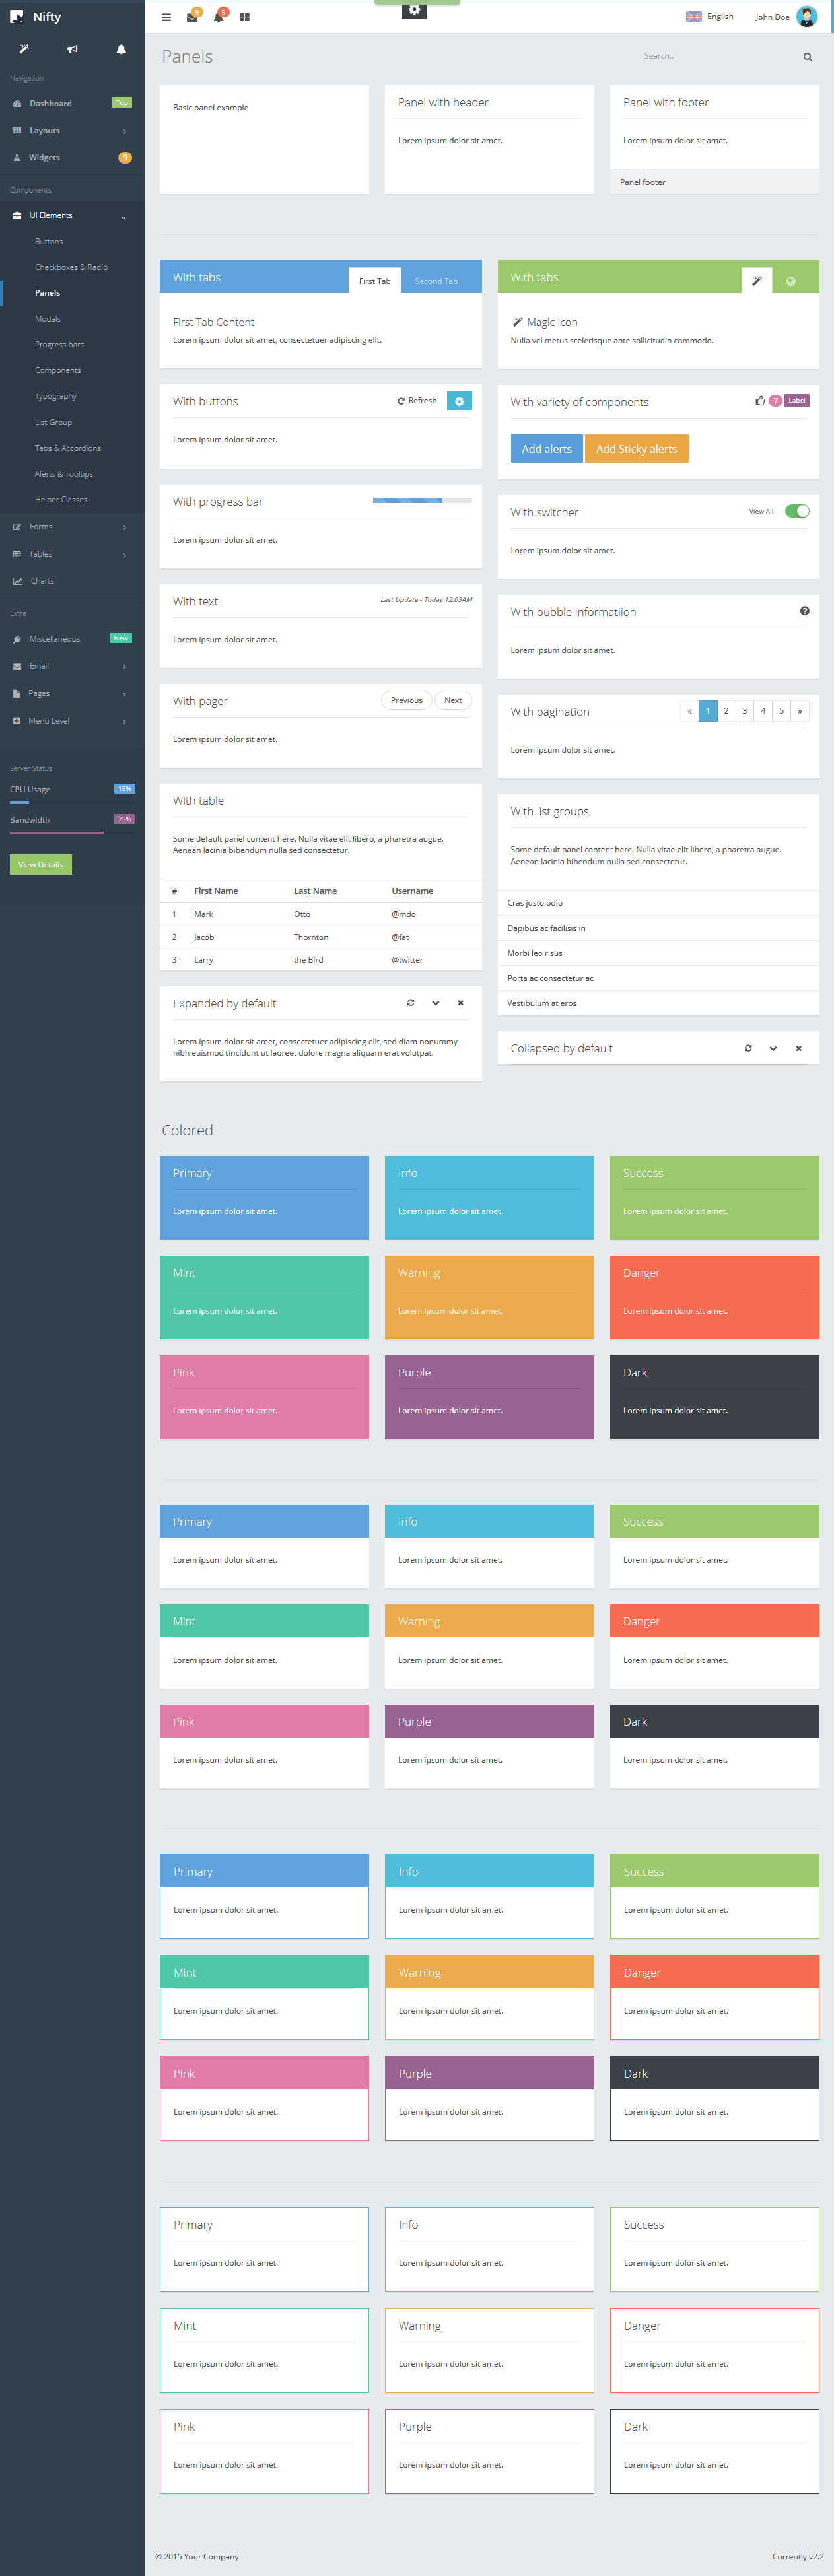 Nifty
9
5
English
John Doe
Navigation
Dashboard
Top
Layouts
Widgets
9
Components
UI Elements
Buttons
Checkboxes & Radio
Panels
Modals
Progress bars
Components
Typography
List Group
Tabs & Accordions
Alerts & Tooltips
Helper Classes
Forms
Tables
Charts
Extra
Miscellaneous
New
Email
Pages
Menu Level
Server Status
CPU Usage
15%
Bandwidth
75%
View Details
Panels
Search..
Basic panel example
Panel with header
Lorem ipsum dolor sit amet.
Panel with footer
Lorem ipsum dolor sit amet.
Panel footer
With tabs
First Tab
Second Tab
First Tab Content
Lorem ipsum dolor sit amet, consectetuer adipiscing elit.
With buttons
Refresh
Lorem ipsum dolor sit amet.
With progress bar
Lorem ipsum dolor sit amet.
With text
Last Update - Today 12:03AM
Lorem ipsum dolor sit amet.
With pager
Previous
Next
Lorem ipsum dolor sit amet.
With table
Some default panel content here. Nulla vitae elit libero, a pharetra augue.
Aenean lacinia bibendum nulla sed consectetur.
# First Name Last Name Username
1 Mark Otto @mdo
2 Jacob Thornton @fat
3 Larry the Bird @twitter
Expanded by default
Lorem ipsum dolor sit amet, consectetuer adipiscing elit, sed diam nonummy
nibh euismod tincidunt ut laoreet dolore magna aliquam erat volutpat.
With tabs
Magic Icon
Nulla vel metus scelerisque ante sollicitudin commodo.
With variety of components
7
Label
Add alerts
Add Sticky alerts
With switcher
View All
Lorem ipsum dolor sit amet.
With bubble informatiion
Lorem ipsum dolor sit amet.
With pagination
« 1 2 3 4 5 »
Lorem ipsum dolor sit amet.
With list groups
Some default panel content here. Nulla vitae elit libero, a pharetra augue.
Aenean lacinia bibendum nulla sed consectetur.
Cras justo odio
Dapibus ac facilisis in
Morbi leo risus
Porta ac consectetur ac
Vestibulum at eros
Collapsed by default
Colored
Primary
Lorem ipsum dolor sit amet.
Info
Lorem ipsum dolor sit amet.
Success
Lorem ipsum dolor sit amet.
Mint
Lorem ipsum dolor sit amet.
Warning
Lorem ipsum dolor sit amet.
Danger
Lorem ipsum dolor sit amet.
Pink
Lorem ipsum dolor sit amet.
Purple
Lorem ipsum dolor sit amet.
Dark
Lorem ipsum dolor sit amet.
Primary
Lorem ipsum dolor sit amet.
Info
Lorem ipsum dolor sit amet.
Success
Lorem ipsum dolor sit amet.
Mint
Lorem ipsum dolor sit amet.
Warning
Lorem ipsum dolor sit amet.
Danger
Lorem ipsum dolor sit amet.
Pink
Lorem ipsum dolor sit amet.
Purple
Lorem ipsum dolor sit amet.
Dark
Lorem ipsum dolor sit amet.
Primary
Lorem ipsum dolor sit amet.
Info
Lorem ipsum dolor sit amet.
Success
Lorem ipsum dolor sit amet.
Mint
Lorem ipsum dolor sit amet.
Warning
Lorem ipsum dolor sit amet.
Danger
Lorem ipsum dolor sit amet.
Pink
Lorem ipsum dolor sit amet.
Purple
Lorem ipsum dolor sit amet.
Dark
Lorem ipsum dolor sit amet.
Primary
Lorem ipsum dolor sit amet.
Info
Lorem ipsum dolor sit amet.
Success
Lorem ipsum dolor sit amet.
Mint
Lorem ipsum dolor sit amet.
Warning
Lorem ipsum dolor sit amet.
Danger
Lorem ipsum dolor sit amet.
Pink
Lorem ipsum dolor sit amet.
Purple
Lorem ipsum dolor sit amet.
Dark
Lorem ipsum dolor sit amet.
© 2015 Your Company
Currently v2.2